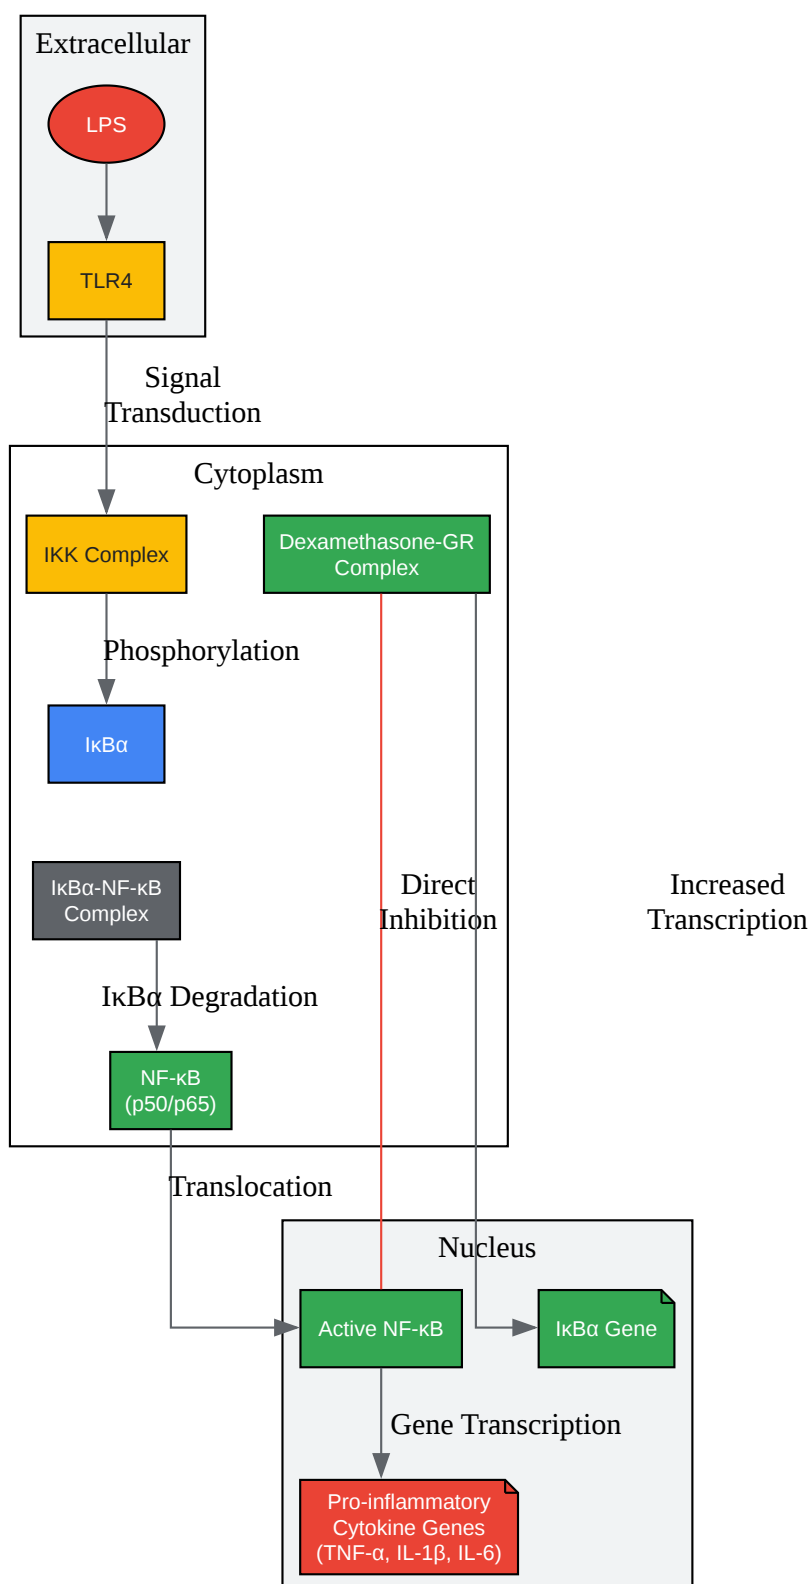 Extracellular
LPS
TLR4
Signal
Transduction
Cytoplasm
IKK Complex
Dexamethasone-GR
Complex
Phosphorylation
IκBα
IκBα-NF-κB
Complex
Direct
Inhibition
Increased
Transcription
IκBα Degradation
NF-κB
(p50/p65)
Translocation
Nucleus
Active NF-κB
IκBα Gene
Gene Transcription
Pro-inflammatory
Cytokine Genes
(TNF-α, IL-1β, IL-6)